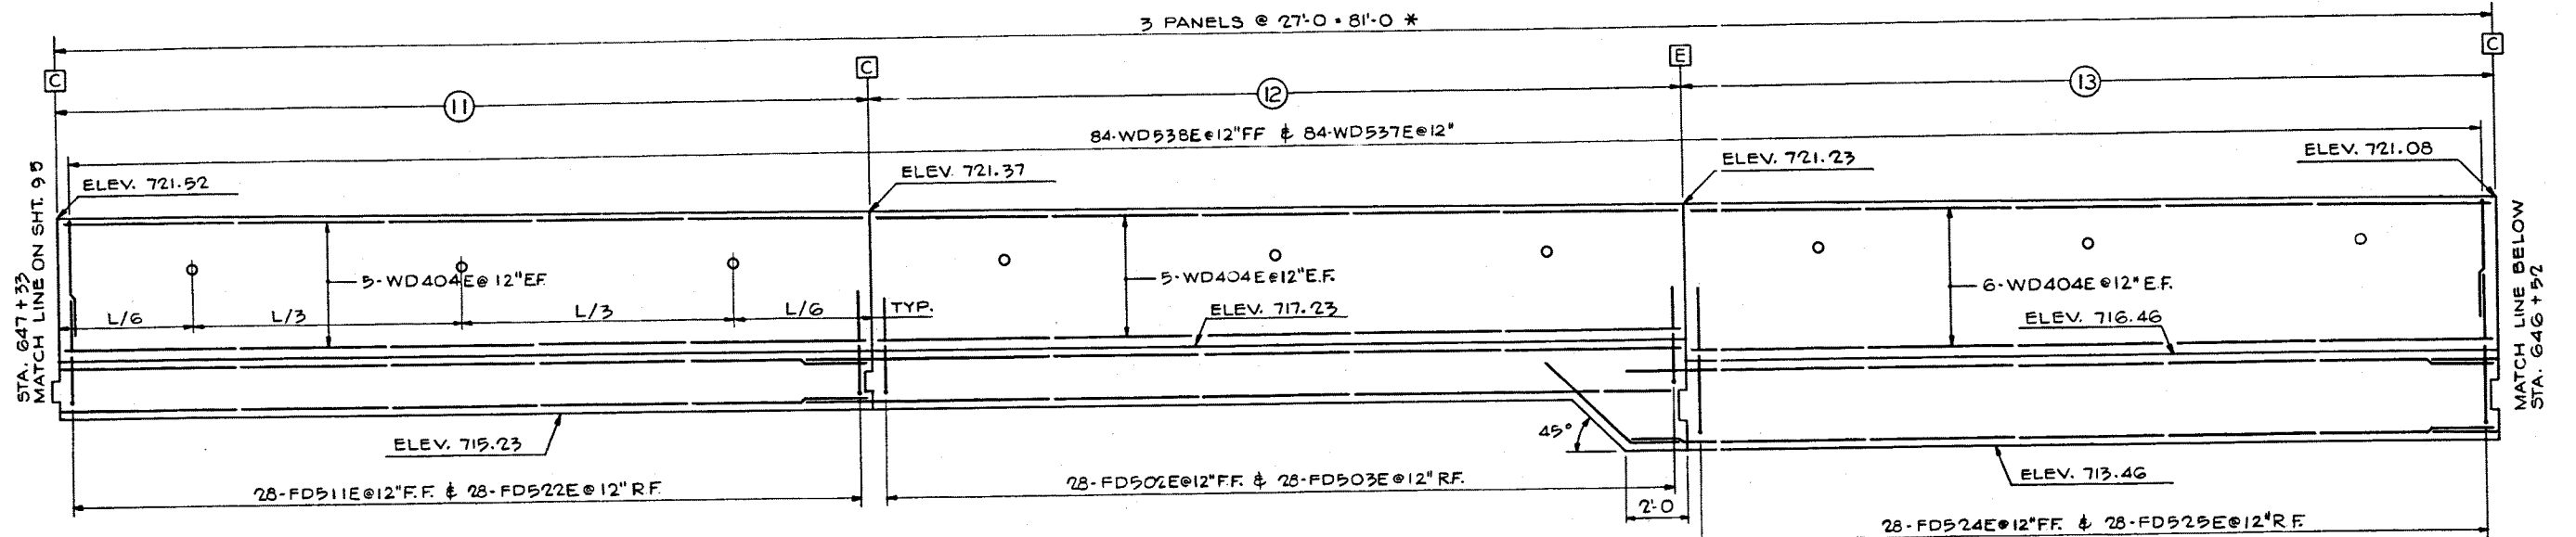 3 PANELS @ 27'-0 = 81'-0 *
C
C
E
C
11
12
13
84-WD538E@12"FF & 84-WD537E@12"
ELEV. 721.52
ELEV. 721.37
ELEV. 721.23
ELEV. 721.08
STA. 647+33
MATCH LINE ON SHT. 95
5-WD404E@12"E.F.
5-WD404E@12"E.F.
6-WD404E@12"E.F.
L/6
L/3
L/3
L/6
TYP.
ELEV. 717.23
ELEV. 716.46
MATCH LINE BELOW
STA. 646+52
45°
ELEV. 715.23
ELEV. 713.46
28-FD511E@12"F.F. & 28-FD522E@12"R.F.
28-FD502E@12"F.F. & 28-FD503E@12"R.F.
2'-0
28-FD524E@12"F.F. & 28-FD525E@12"R.F.